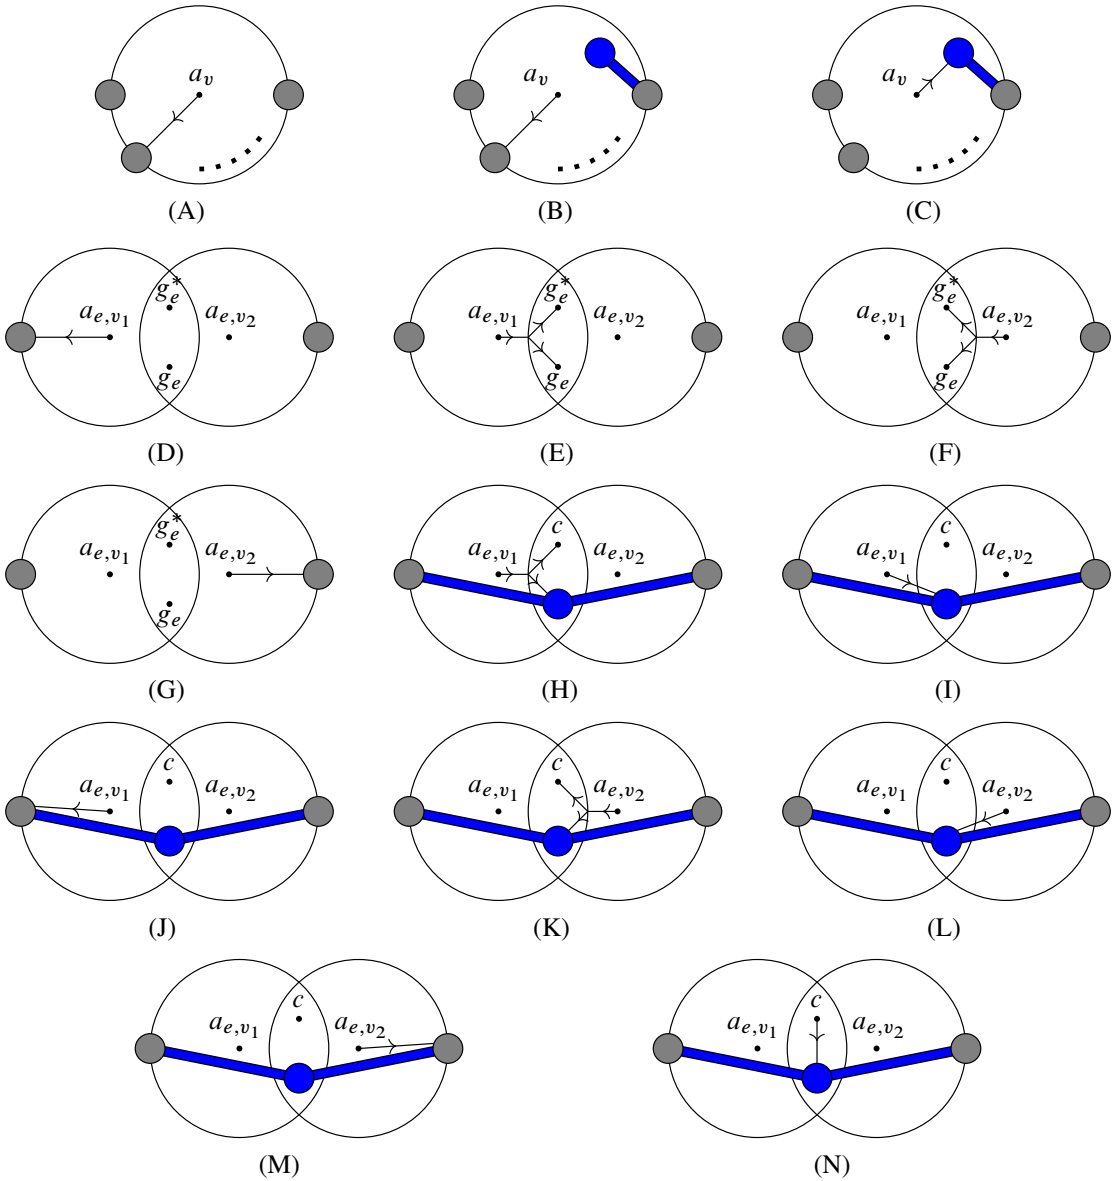 a_v a_v a_v
(A) (B) (C)
g_e^* g_e^* g_e^*
a_{e,v_1} a_{e,v_2} a_{e,v_1} a_{e,v_2} a_{e,v_1} a_{e,v_2}
g_e g_e g_e
(D) (E) (F)
g_e^* c c
a_{e,v_1} a_{e,v_2} a_{e,v_1} a_{e,v_2} a_{e,v_1} a_{e,v_2}
g_e
(G) (H) (I)
c c c
a_{e,v_1} a_{e,v_2} a_{e,v_1} a_{e,v_2} a_{e,v_1} a_{e,v_2}
(J) (K) (L)
c c
a_{e,v_1} a_{e,v_2} a_{e,v_1} a_{e,v_2}
(M) (N)